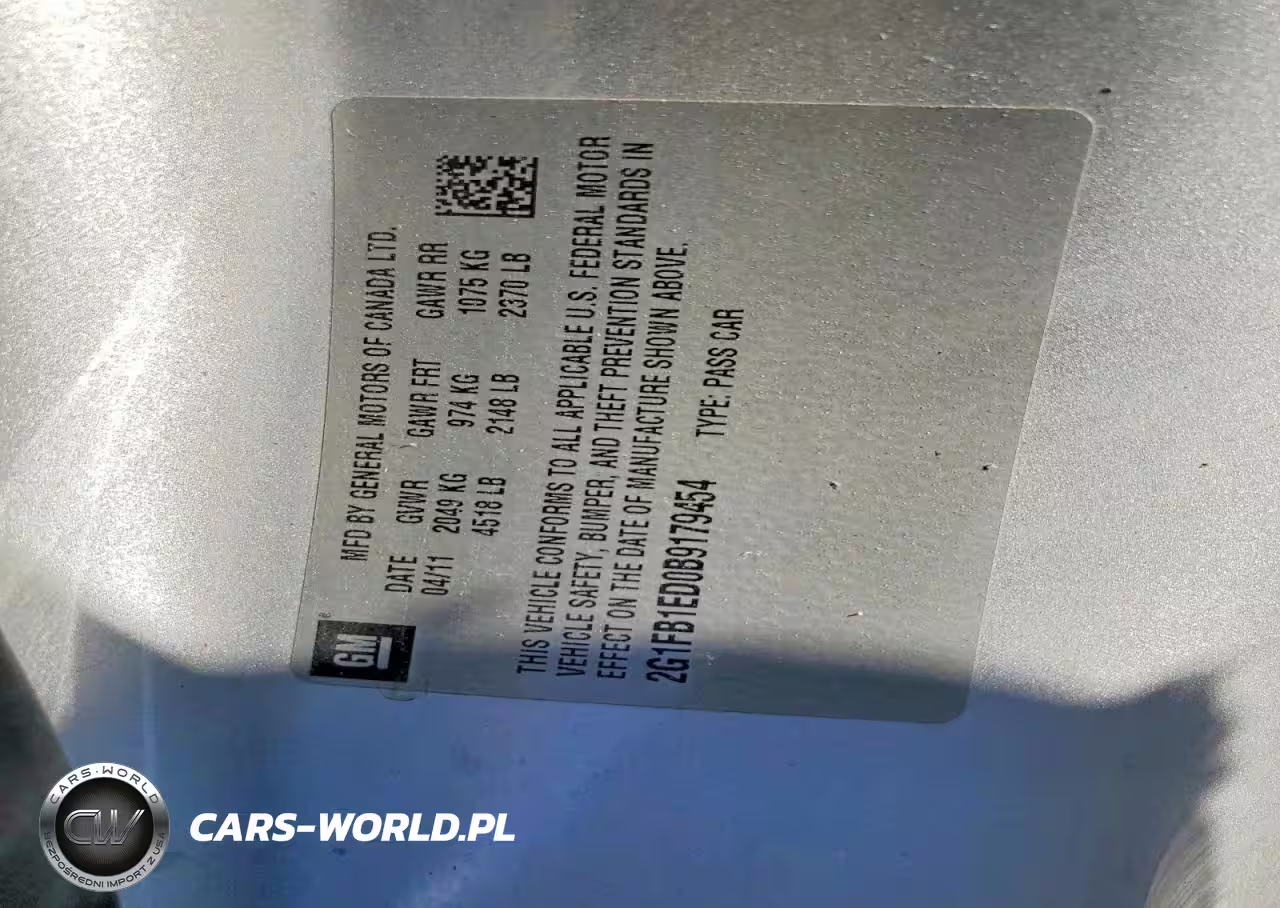 GM
MFD BY GENERAL MOTORS OF CANADA LTD.
DATE GVWR GAWR FRT GAWR RR
04/11 2049 KG 974 KG 1075 KG
4518 LB 2148 LB 2370 LB
THIS VEHICLE CONFORMS TO ALL APPLICABLE U.S. FEDERAL MOTOR
VEHICLE SAFETY, BUMPER, AND THEFT PREVENTION STANDARDS IN
EFFECT ON THE DATE OF MANUFACTURE SHOWN ABOVE.
2G1FB1ED0B9179454 TYPE: PASS CAR
CARS-WORLD
CW
BEZPOŚREDNI IMPORT Z USA
CARS-WORLD.PL